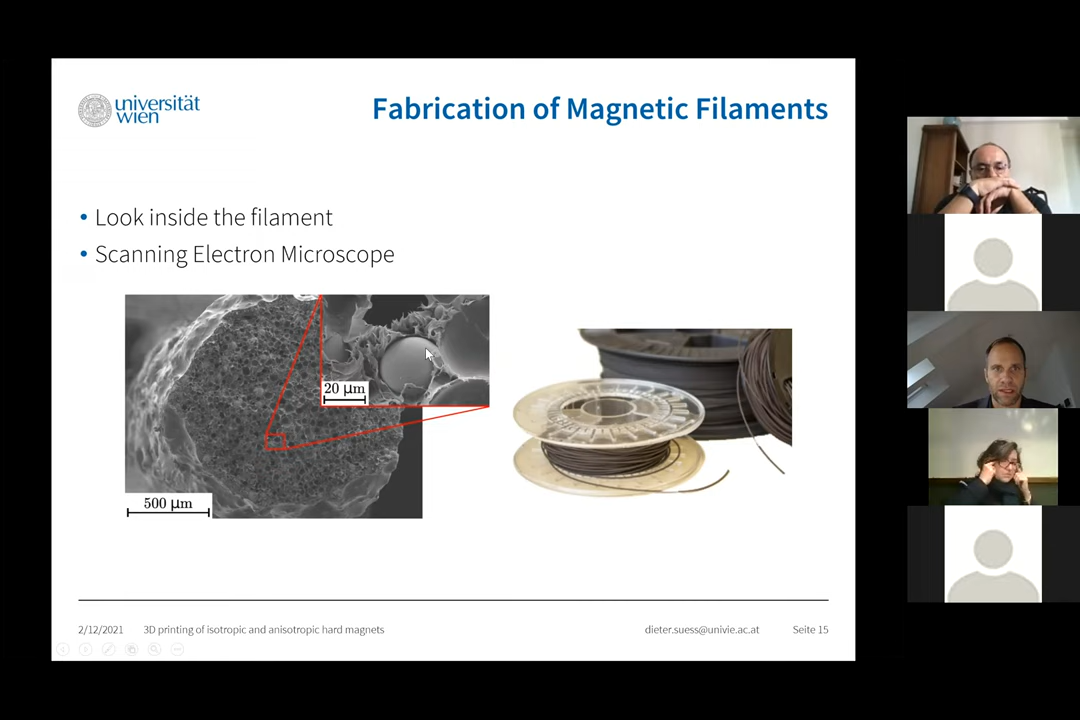 universität
wien
Fabrication of Magnetic Filaments
• Look inside the filament
• Scanning Electron Microscope
20 µm
500 µm
2/12/2021 3D printing of isotropic and anisotropic hard magnets dieter.suess@univie.ac.at Seite 15